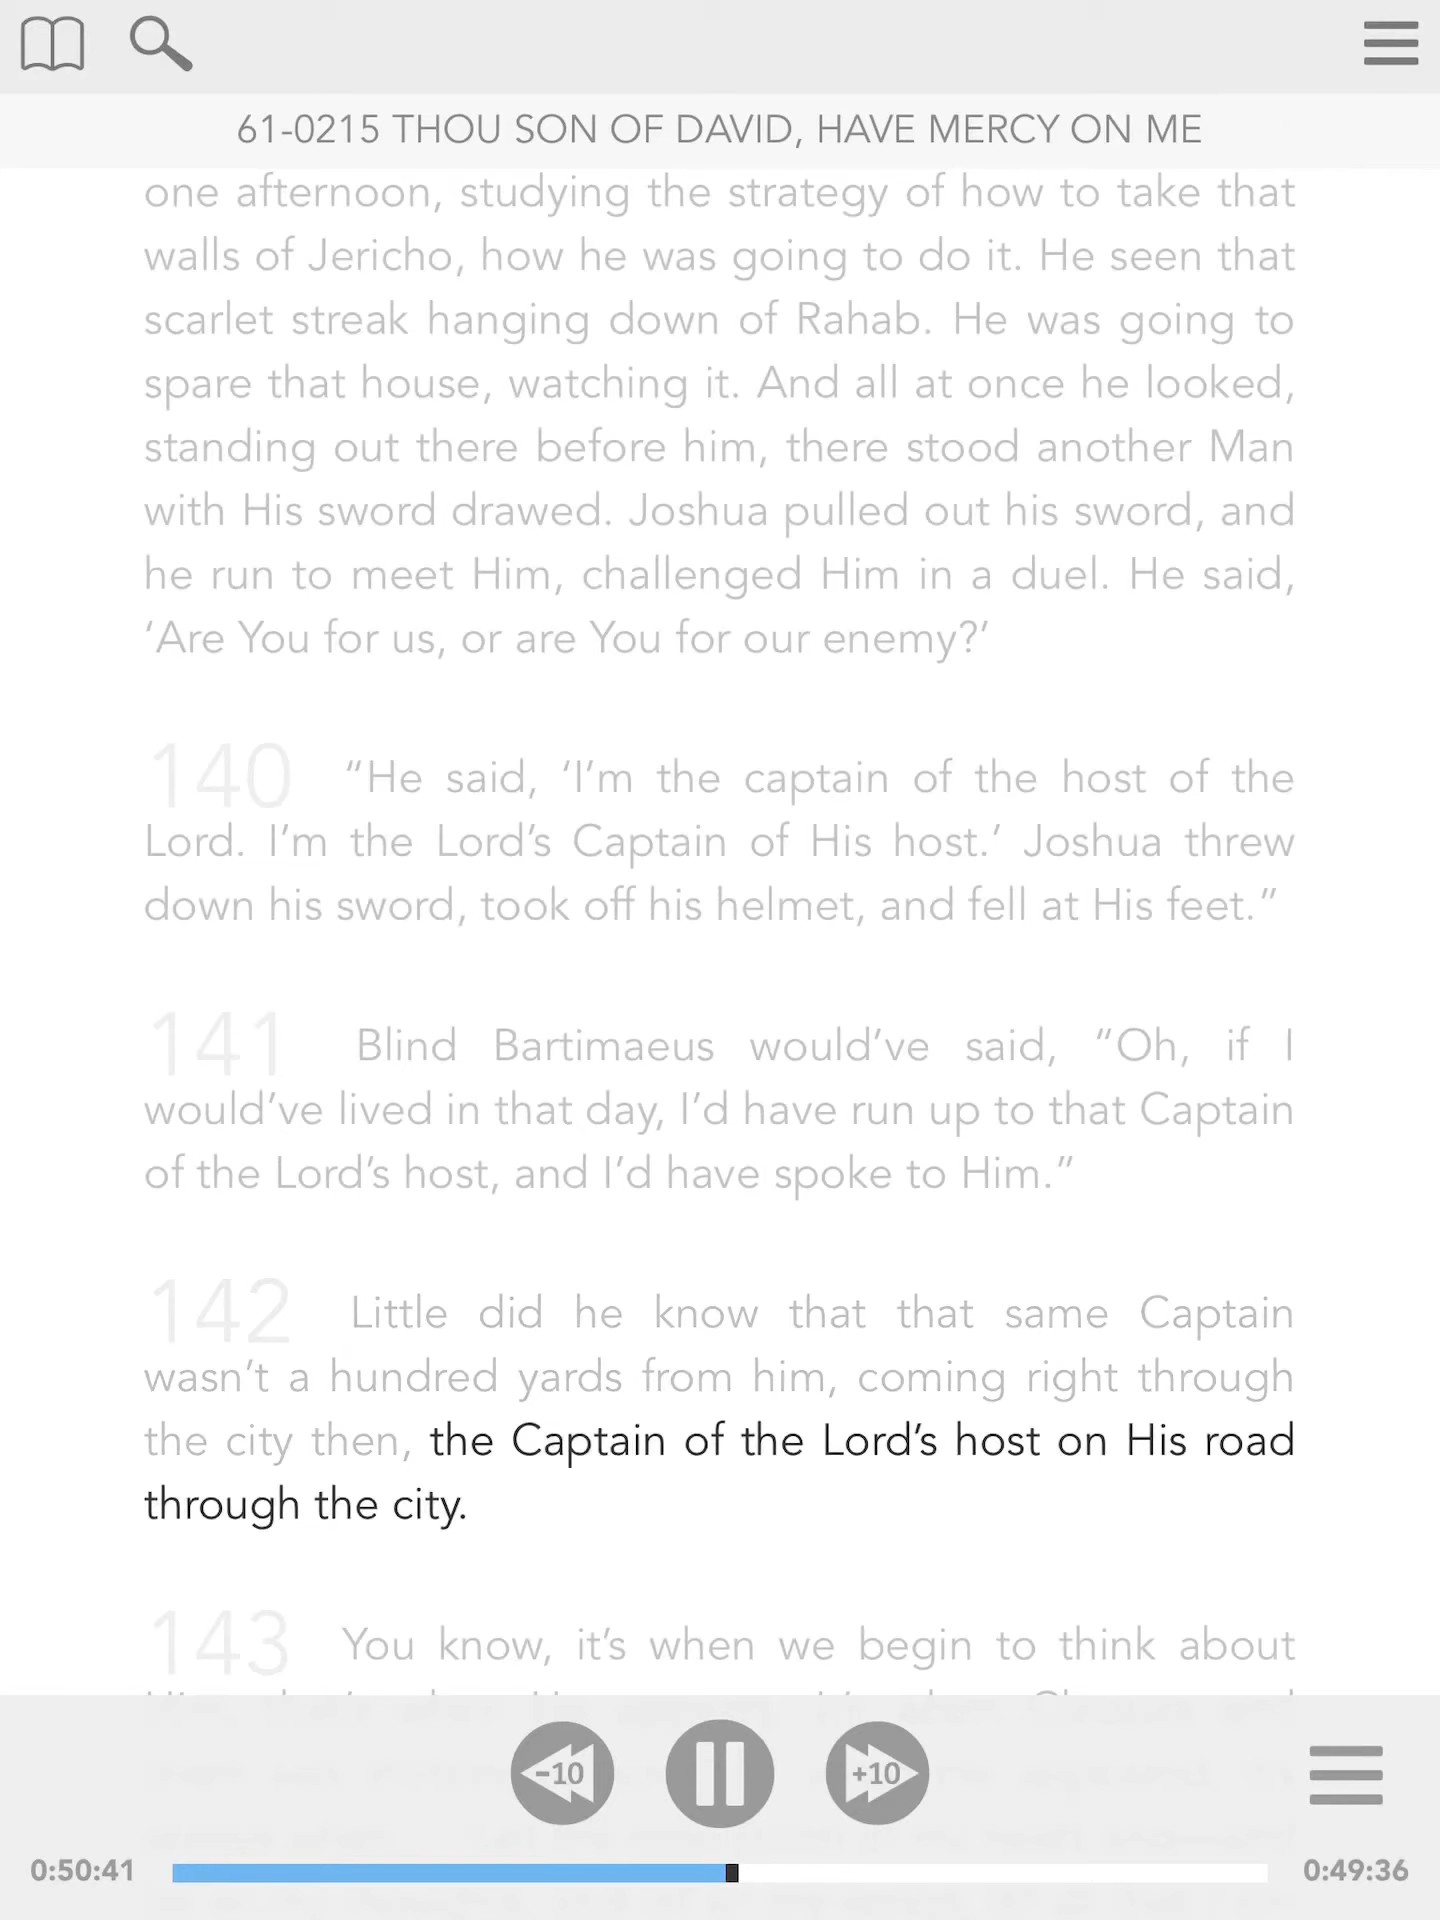 61-0215 THOU SON OF DAVID, HAVE MERCY ON ME
one afternoon, studying the strategy of how to take that
walls of Jericho, how he was going to do it. He seen that
scarlet streak hanging down of Rahab. He was going to
spare that house, watching it. And all at once he looked,
standing out there before him, there stood another Man
with His sword drawed. Joshua pulled out his sword, and
he run to meet Him, challenged Him in a duel. He said,
‘Are You for us, or are You for our enemy?’
140 “He said, ‘I’m the captain of the host of the
Lord. I’m the Lord’s Captain of His host.’ Joshua threw
down his sword, took off his helmet, and fell at His feet.”
141 Blind Bartimaeus would’ve said, “Oh, if I
would’ve lived in that day, I’d have run up to that Captain
of the Lord’s host, and I’d have spoke to Him.”
142 Little did he know that that same Captain
wasn’t a hundred yards from him, coming right through
the city then, the Captain of the Lord’s host on His road
through the city.
143 You know, it’s when we begin to think about
-10 +10
0:50:41 0:49:36